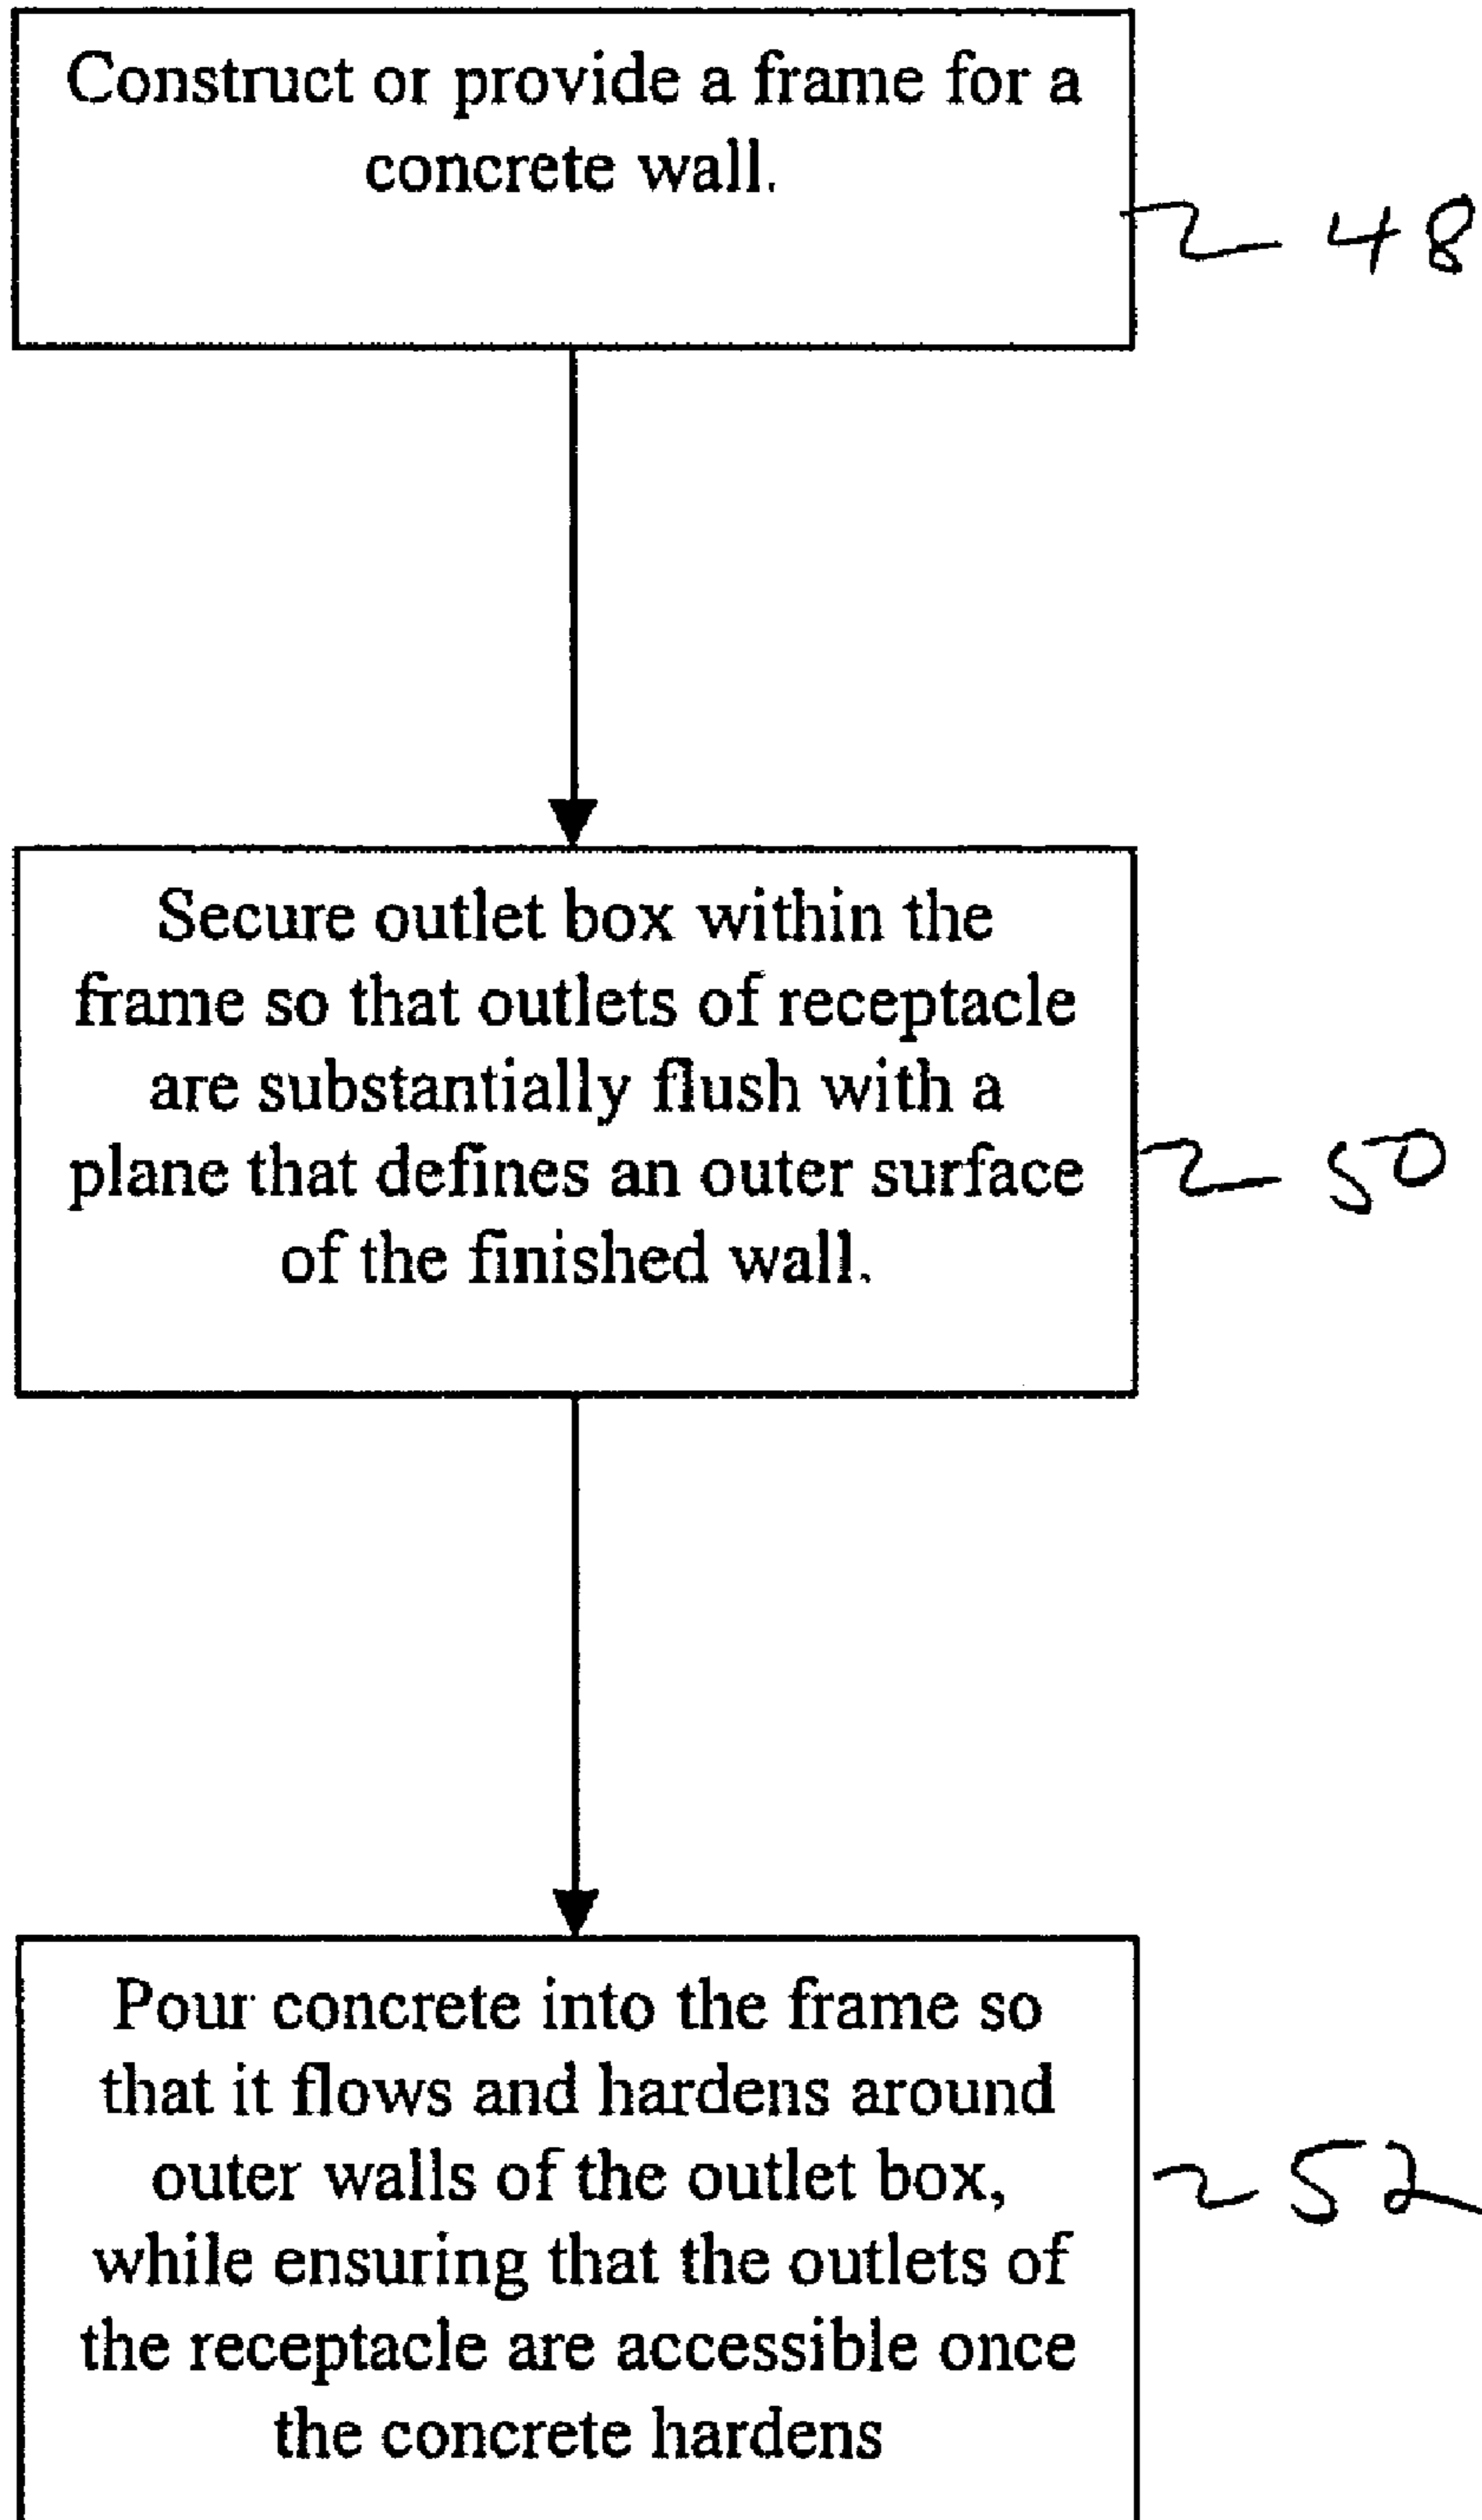 Construct or provide a frame for a
concrete wall.
48
Secure outlet box within the
frame so that outlets of receptacle
are substantially flush with a
plane that defines an outer surface
of the finished wall.
50
Pour concrete into the frame so
that it flows and hardens around
outer walls of the outlet box,
while ensuring that the outlets of
the receptacle are accessible once
the concrete hardens
52